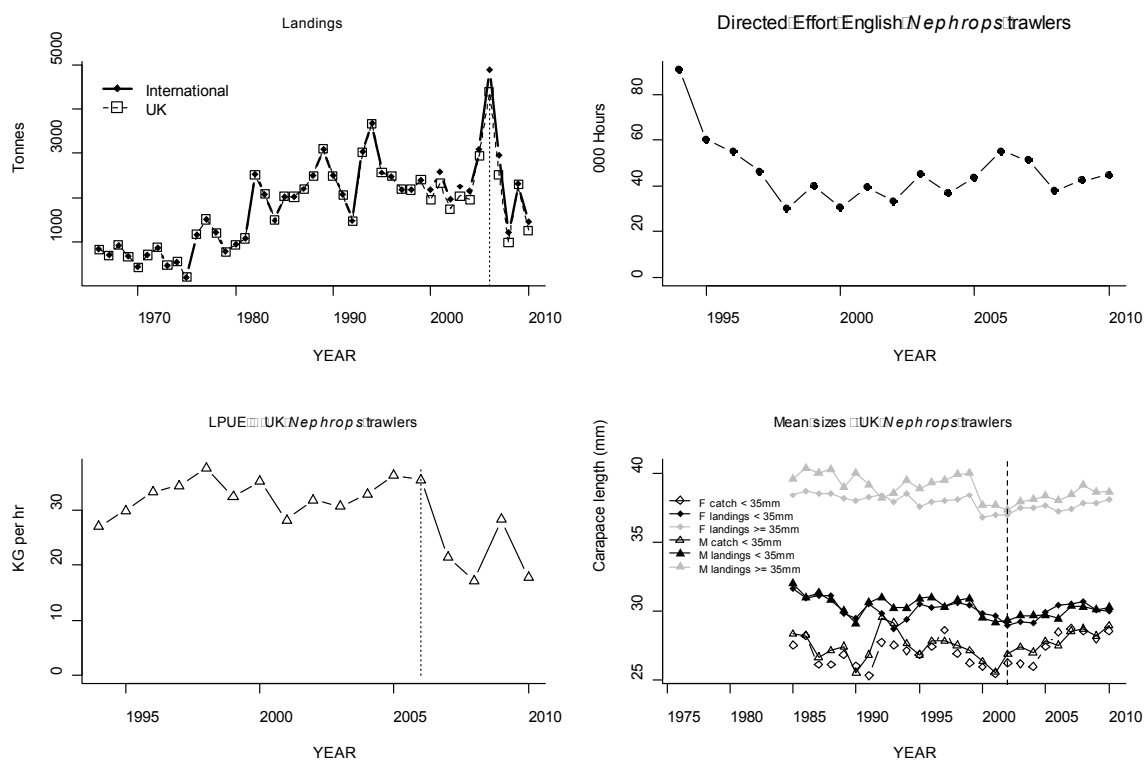 Landings
Tonnes
5000
3000
1000
International
UK
1970 1980 1990 2000 2010
YEAR
Directed Effort English Nephrops trawlers
000 Hours
80
60
40
20
0
1995 2000 2005 2010
YEAR
LPUE UK Nephrops trawlers
KG per hr
30
20
10
0
1995 2000 2005 2010
YEAR
Mean sizes UK Nephrops trawlers
Carapace length (mm)
40
35
30
25
F catch < 35mm
F landings < 35mm
F landings >= 35mm
M catch < 35mm
M landings < 35mm
M landings >= 35mm
1975 1980 1985 1990 1995 2000 2005 2010
YEAR